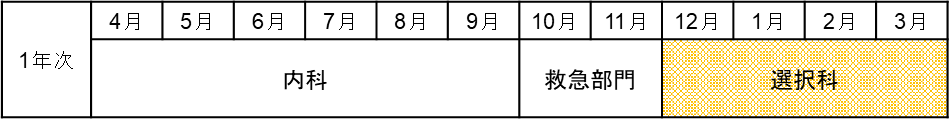 1年次 4月 5月 6月 7月 8月 9月 10月 11月 12月 1月 2月 3月
内科 救急部門 選択科